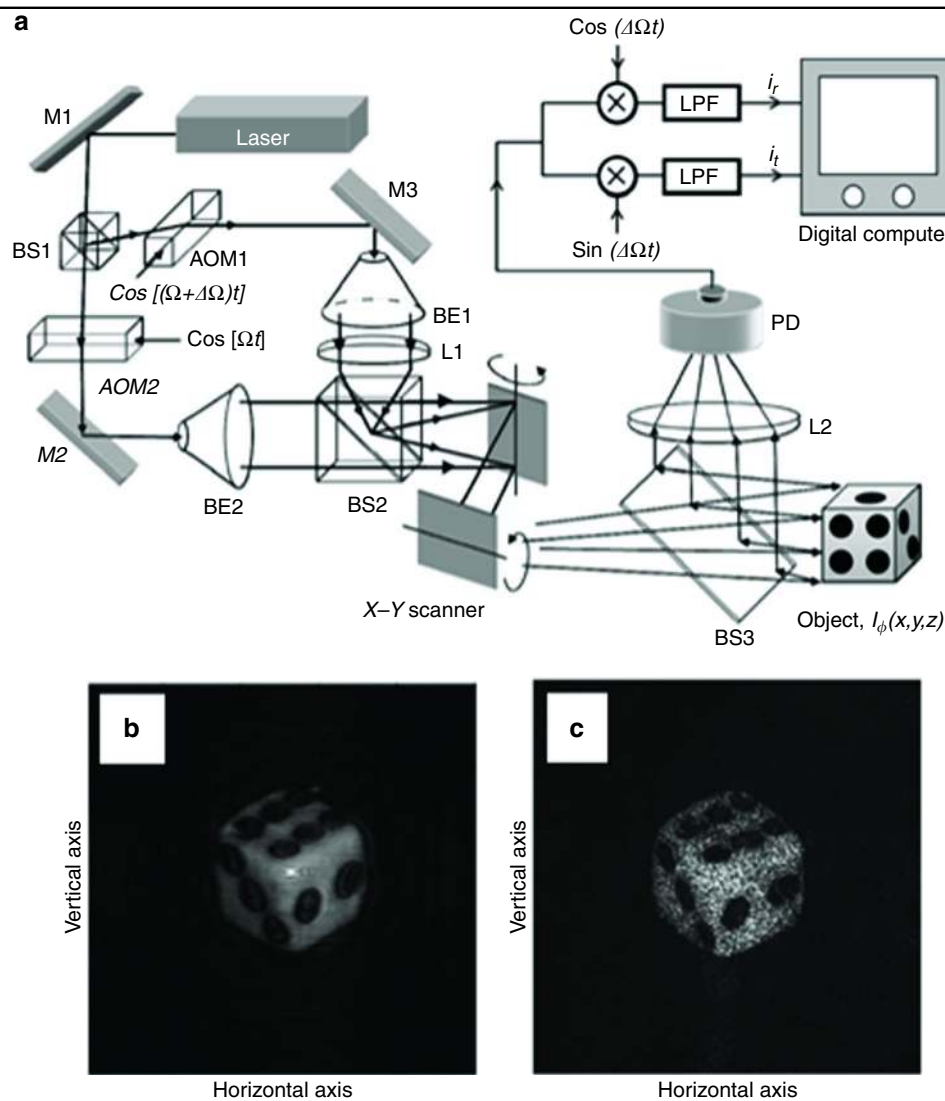 a
Cos (ΔΩt)
M1
Laser
LPF
i_r
M3
LPF
i_t
BS1
AOM1
Sin (ΔΩt)
Digital compute
Cos [(Ω+ΔΩ)t]
BE1
PD
Cos [Ωt]
L1
AOM2
L2
M2
BE2
BS2
X–Y scanner
BS3
Object, I_ϕ(x,y,z)
b
c
Vertical axis
Vertical axis
Horizontal axis
Horizontal axis